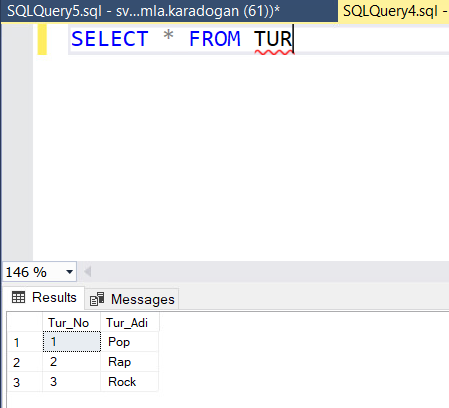 SQLQuery5.sql - sv...mla.karadogan (61))*
SQLQuery4.sql -
SELECT * FROM TUR
146 %
Results Messages
Tur_No Tur_Adi
1 1 Pop
2 2 Rap
3 3 Rock